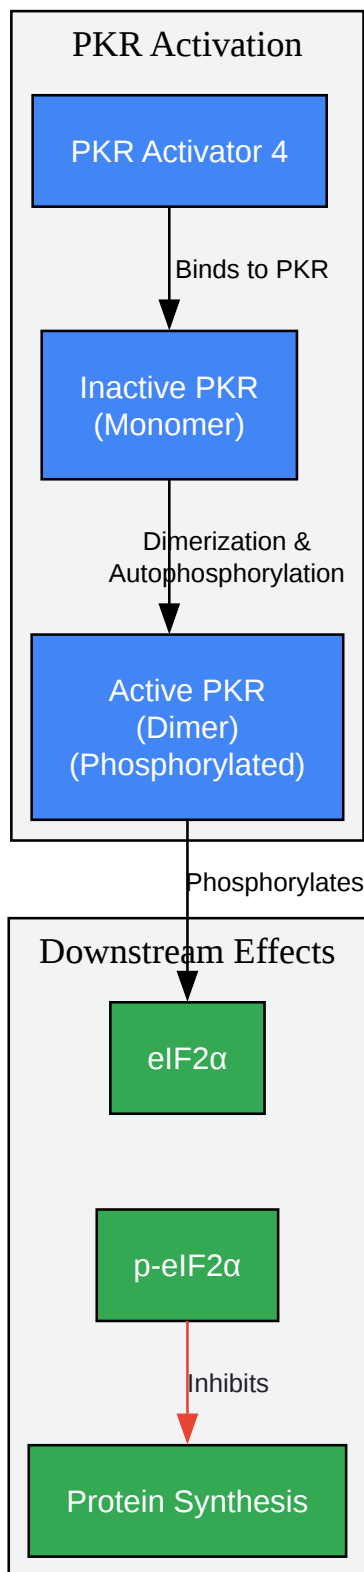 PKR Activation
PKR Activator 4
Binds to PKR
Inactive PKR
(Monomer)
Dimerization &
Autophosphorylation
Active PKR
(Dimer)
(Phosphorylated)
Phosphorylates
Downstream Effects
eIF2α
p-eIF2α
Inhibits
Protein Synthesis